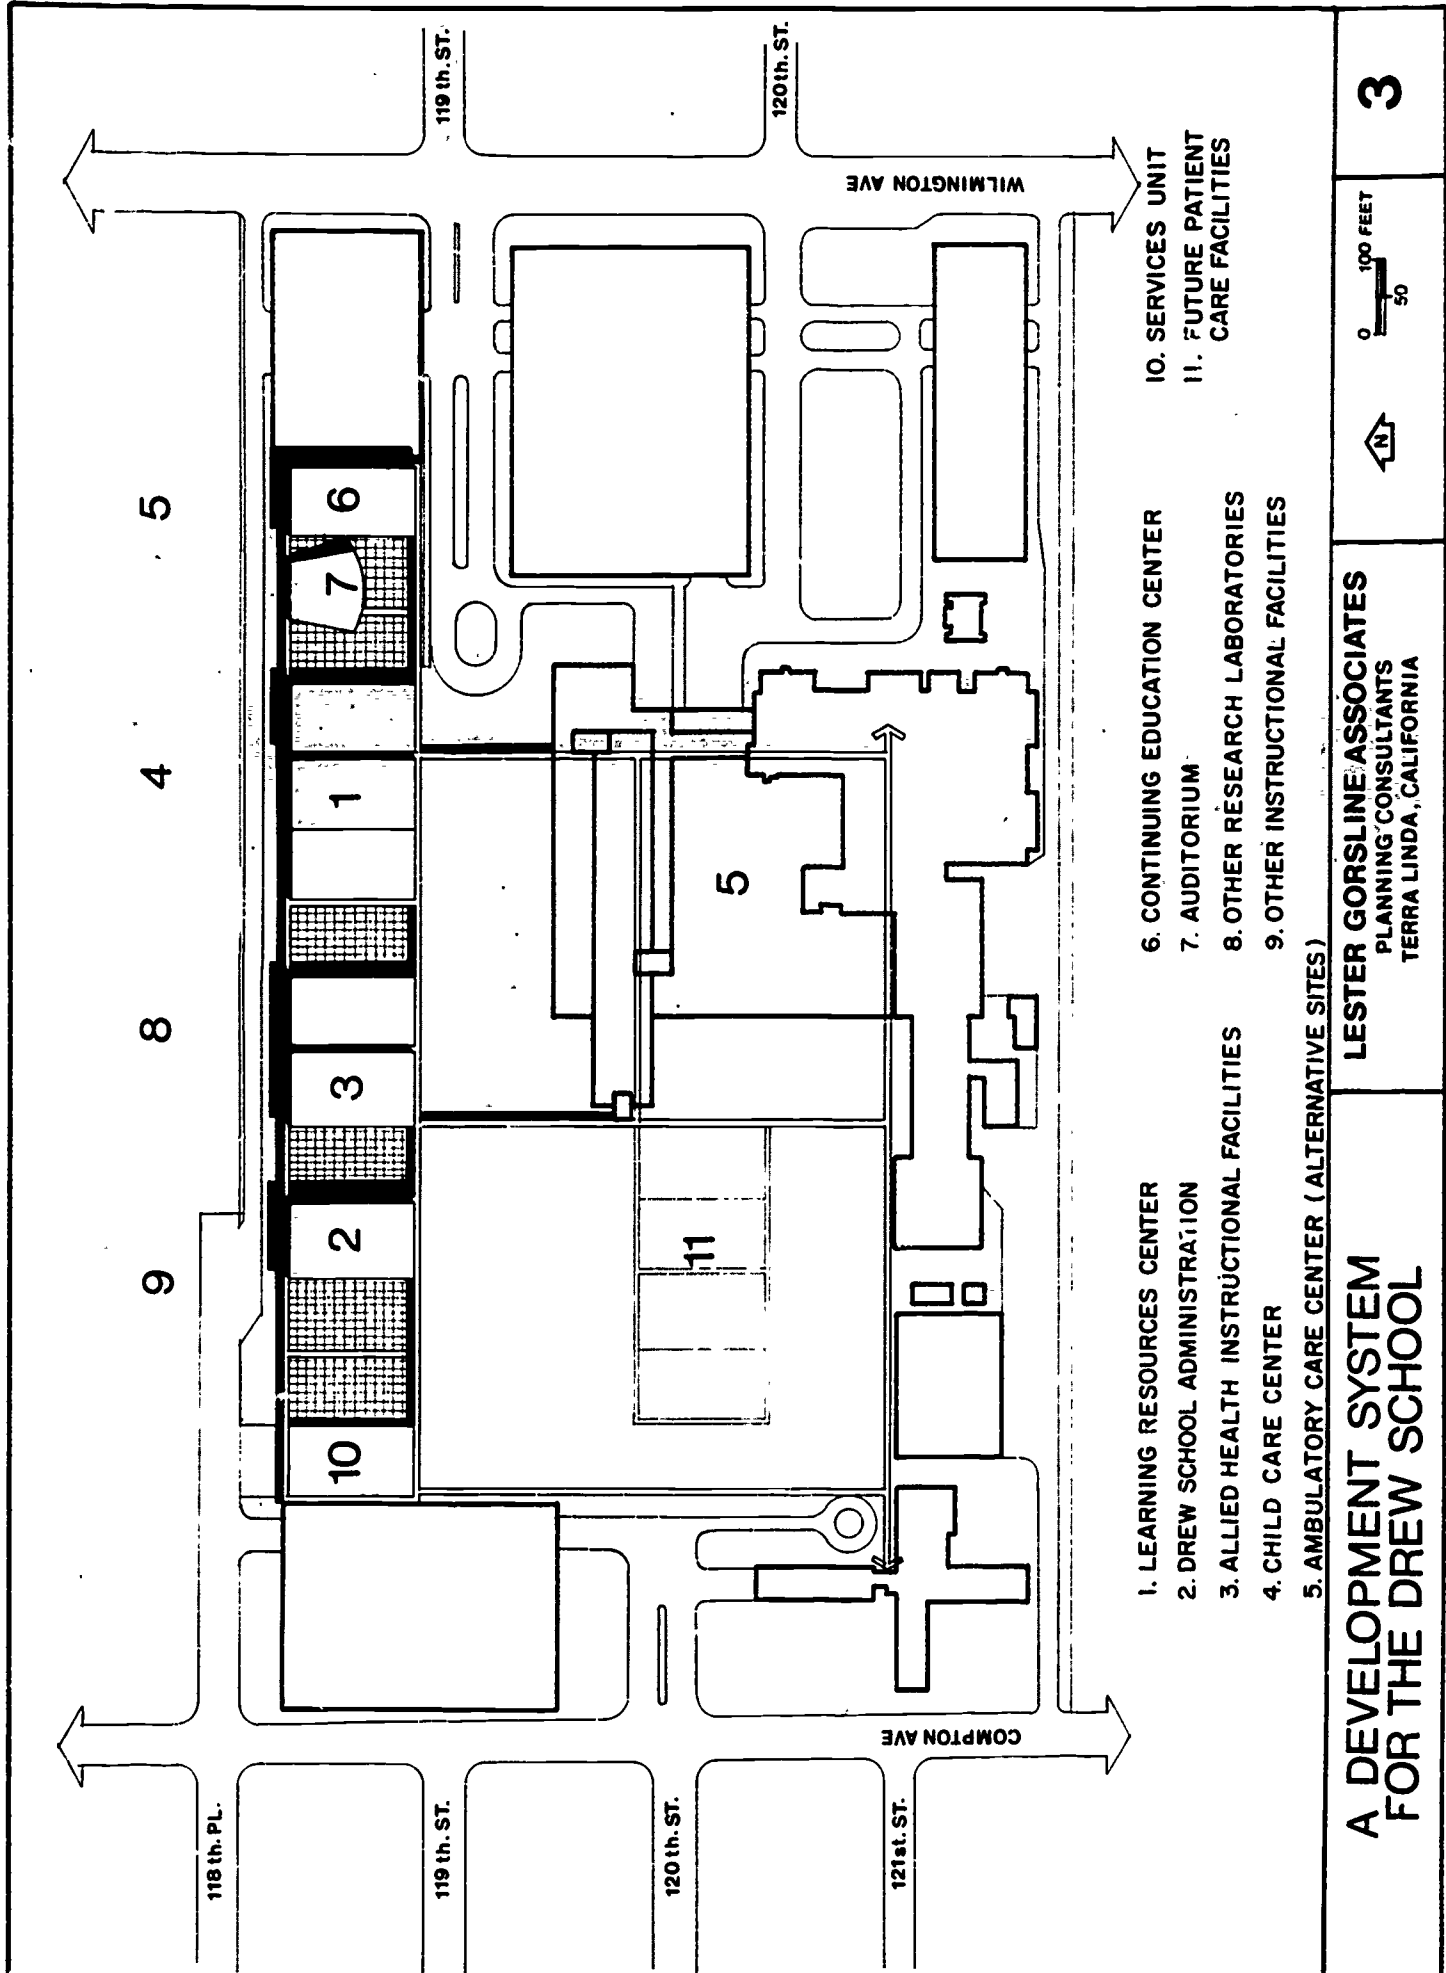 5
4
8
9
118th. PL.
119th. ST.
120th. ST.
121st. ST.
119th. ST.
120th. ST.
COMPTON AVE
WILMINGTON AVE
10
2
3
1
7
6
5
11
1. LEARNING RESOURCES CENTER
2. DREW SCHOOL ADMINISTRATION
3. ALLIED HEALTH INSTRUCTIONAL FACILITIES
4. CHILD CARE CENTER
5. AMBULATORY CARE CENTER (ALTERNATIVE SITES)
6. CONTINUING EDUCATION CENTER
7. AUDITORIUM
8. OTHER RESEARCH LABORATORIES
9. OTHER INSTRUCTIONAL FACILITIES
10. SERVICES UNIT
11. FUTURE PATIENT
CARE FACILITIES
A DEVELOPMENT SYSTEM
FOR THE DREW SCHOOL
LESTER GORSLINE ASSOCIATES
PLANNING CONSULTANTS
TERRA LINDA, CALIFORNIA
N
0 100 FEET
50
3